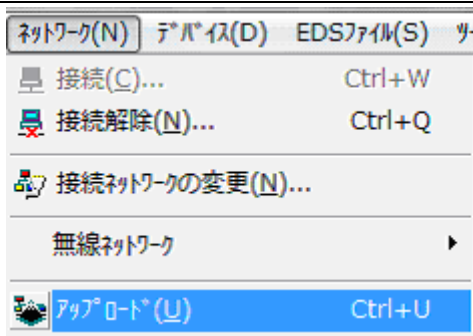 ﾈｯﾄﾜｰｸ(N) ﾃﾞﾊﾞｲｽ(D) EDSﾌｧｲﾙ(S)
接続(C)... Ctrl+W
接続解除(N)... Ctrl+Q
接続ﾈｯﾄﾜｰｸの変更(N)...
無線ﾈｯﾄﾜｰｸ
ｱｯﾌﾟﾛｰﾄﾞ(U) Ctrl+U